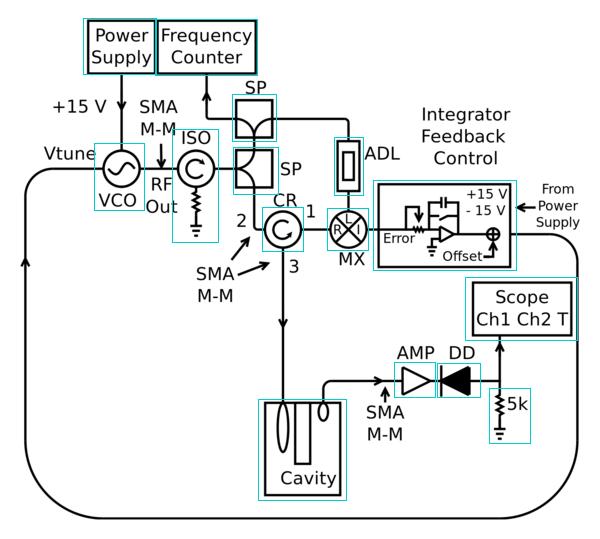 Power
Supply
Frequency
Counter
+15 V
SMA
M-M
ISO
SP
Integrator
Feedback
Control
Vtune
VCO
RF
Out
SP
ADL
+15 V
- 15 V
From
Power
Supply
CR
2
1
L
R
I
MX
Error
Offset
SMA
M-M
3
Scope
Ch1 Ch2 T
AMP
DD
SMA
M-M
5k
Cavity